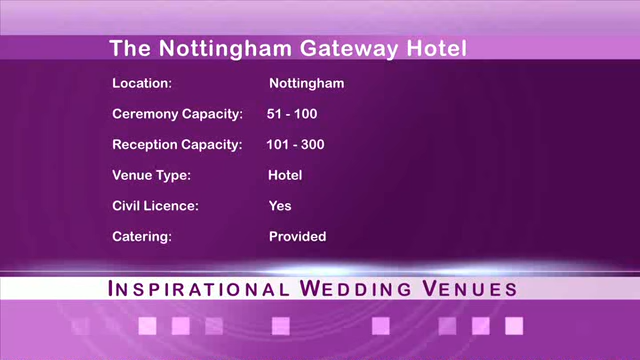 The Nottingham Gateway Hotel
Location: Nottingham
Ceremony Capacity: 51 - 100
Reception Capacity: 101 - 300
Venue Type: Hotel
Civil Licence: Yes
Catering: Provided
INSPIRATIONAL WEDDING VENUES